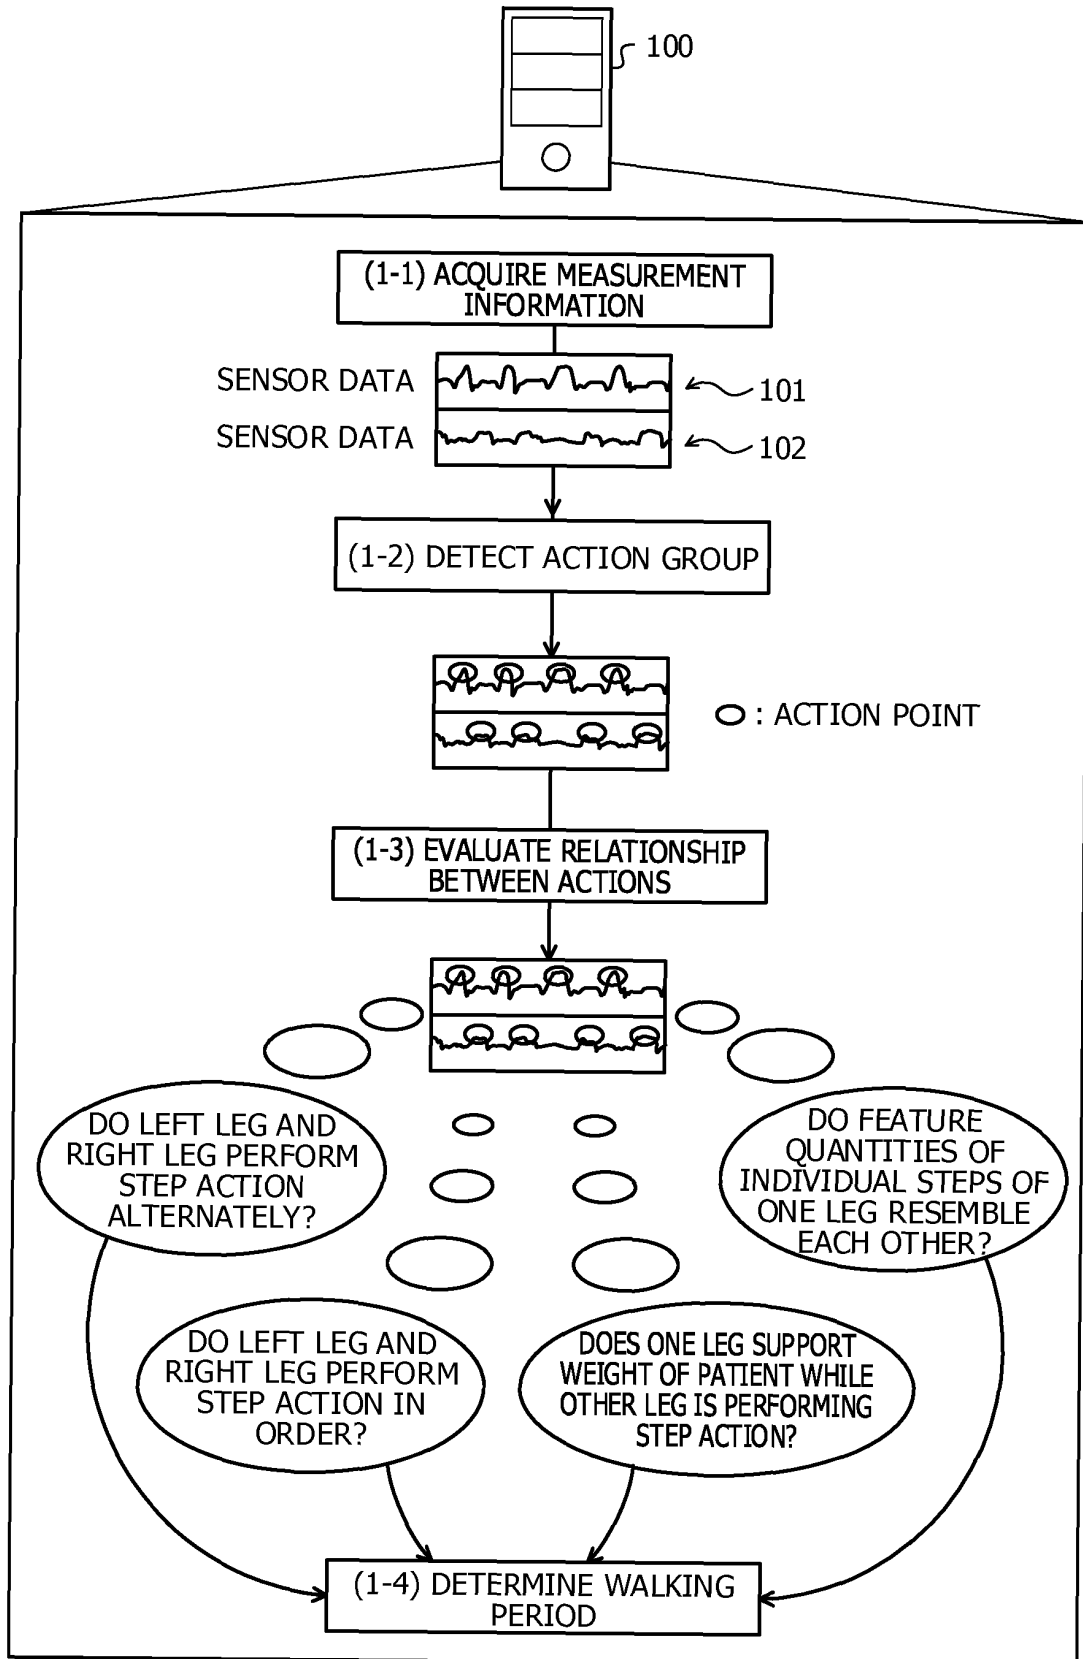 100
(1-1) ACQUIRE MEASUREMENT
INFORMATION
SENSOR DATA
101
SENSOR DATA
102
(1-2) DETECT ACTION GROUP
: ACTION POINT
(1-3) EVALUATE RELATIONSHIP
BETWEEN ACTIONS
DO LEFT LEG AND
RIGHT LEG PERFORM
STEP ACTION
ALTERNATELY?
DO FEATURE
QUANTITIES OF
INDIVIDUAL STEPS OF
ONE LEG RESEMBLE
EACH OTHER?
DO LEFT LEG AND
RIGHT LEG PERFORM
STEP ACTION IN
ORDER?
DOES ONE LEG SUPPORT
WEIGHT OF PATIENT WHILE
OTHER LEG IS PERFORMING
STEP ACTION?
(1-4) DETERMINE WALKING
PERIOD